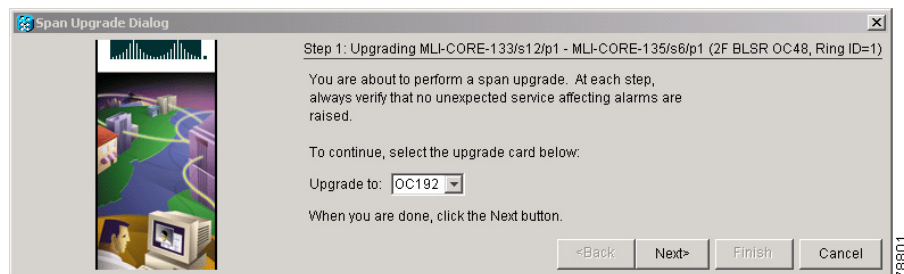 Span Upgrade Dialog
Step 1: Upgrading MLI-CORE-133/s12/p1 - MLI-CORE-135/s6/p1 (2F BLSR OC48, Ring ID=1)
You are about to perform a span upgrade. At each step,
always verify that no unexpected service affecting alarms are
raised.
To continue, select the upgrade card below:
Upgrade to: OC192
When you are done, click the Next button.
<Back Next> Finish Cancel
78801